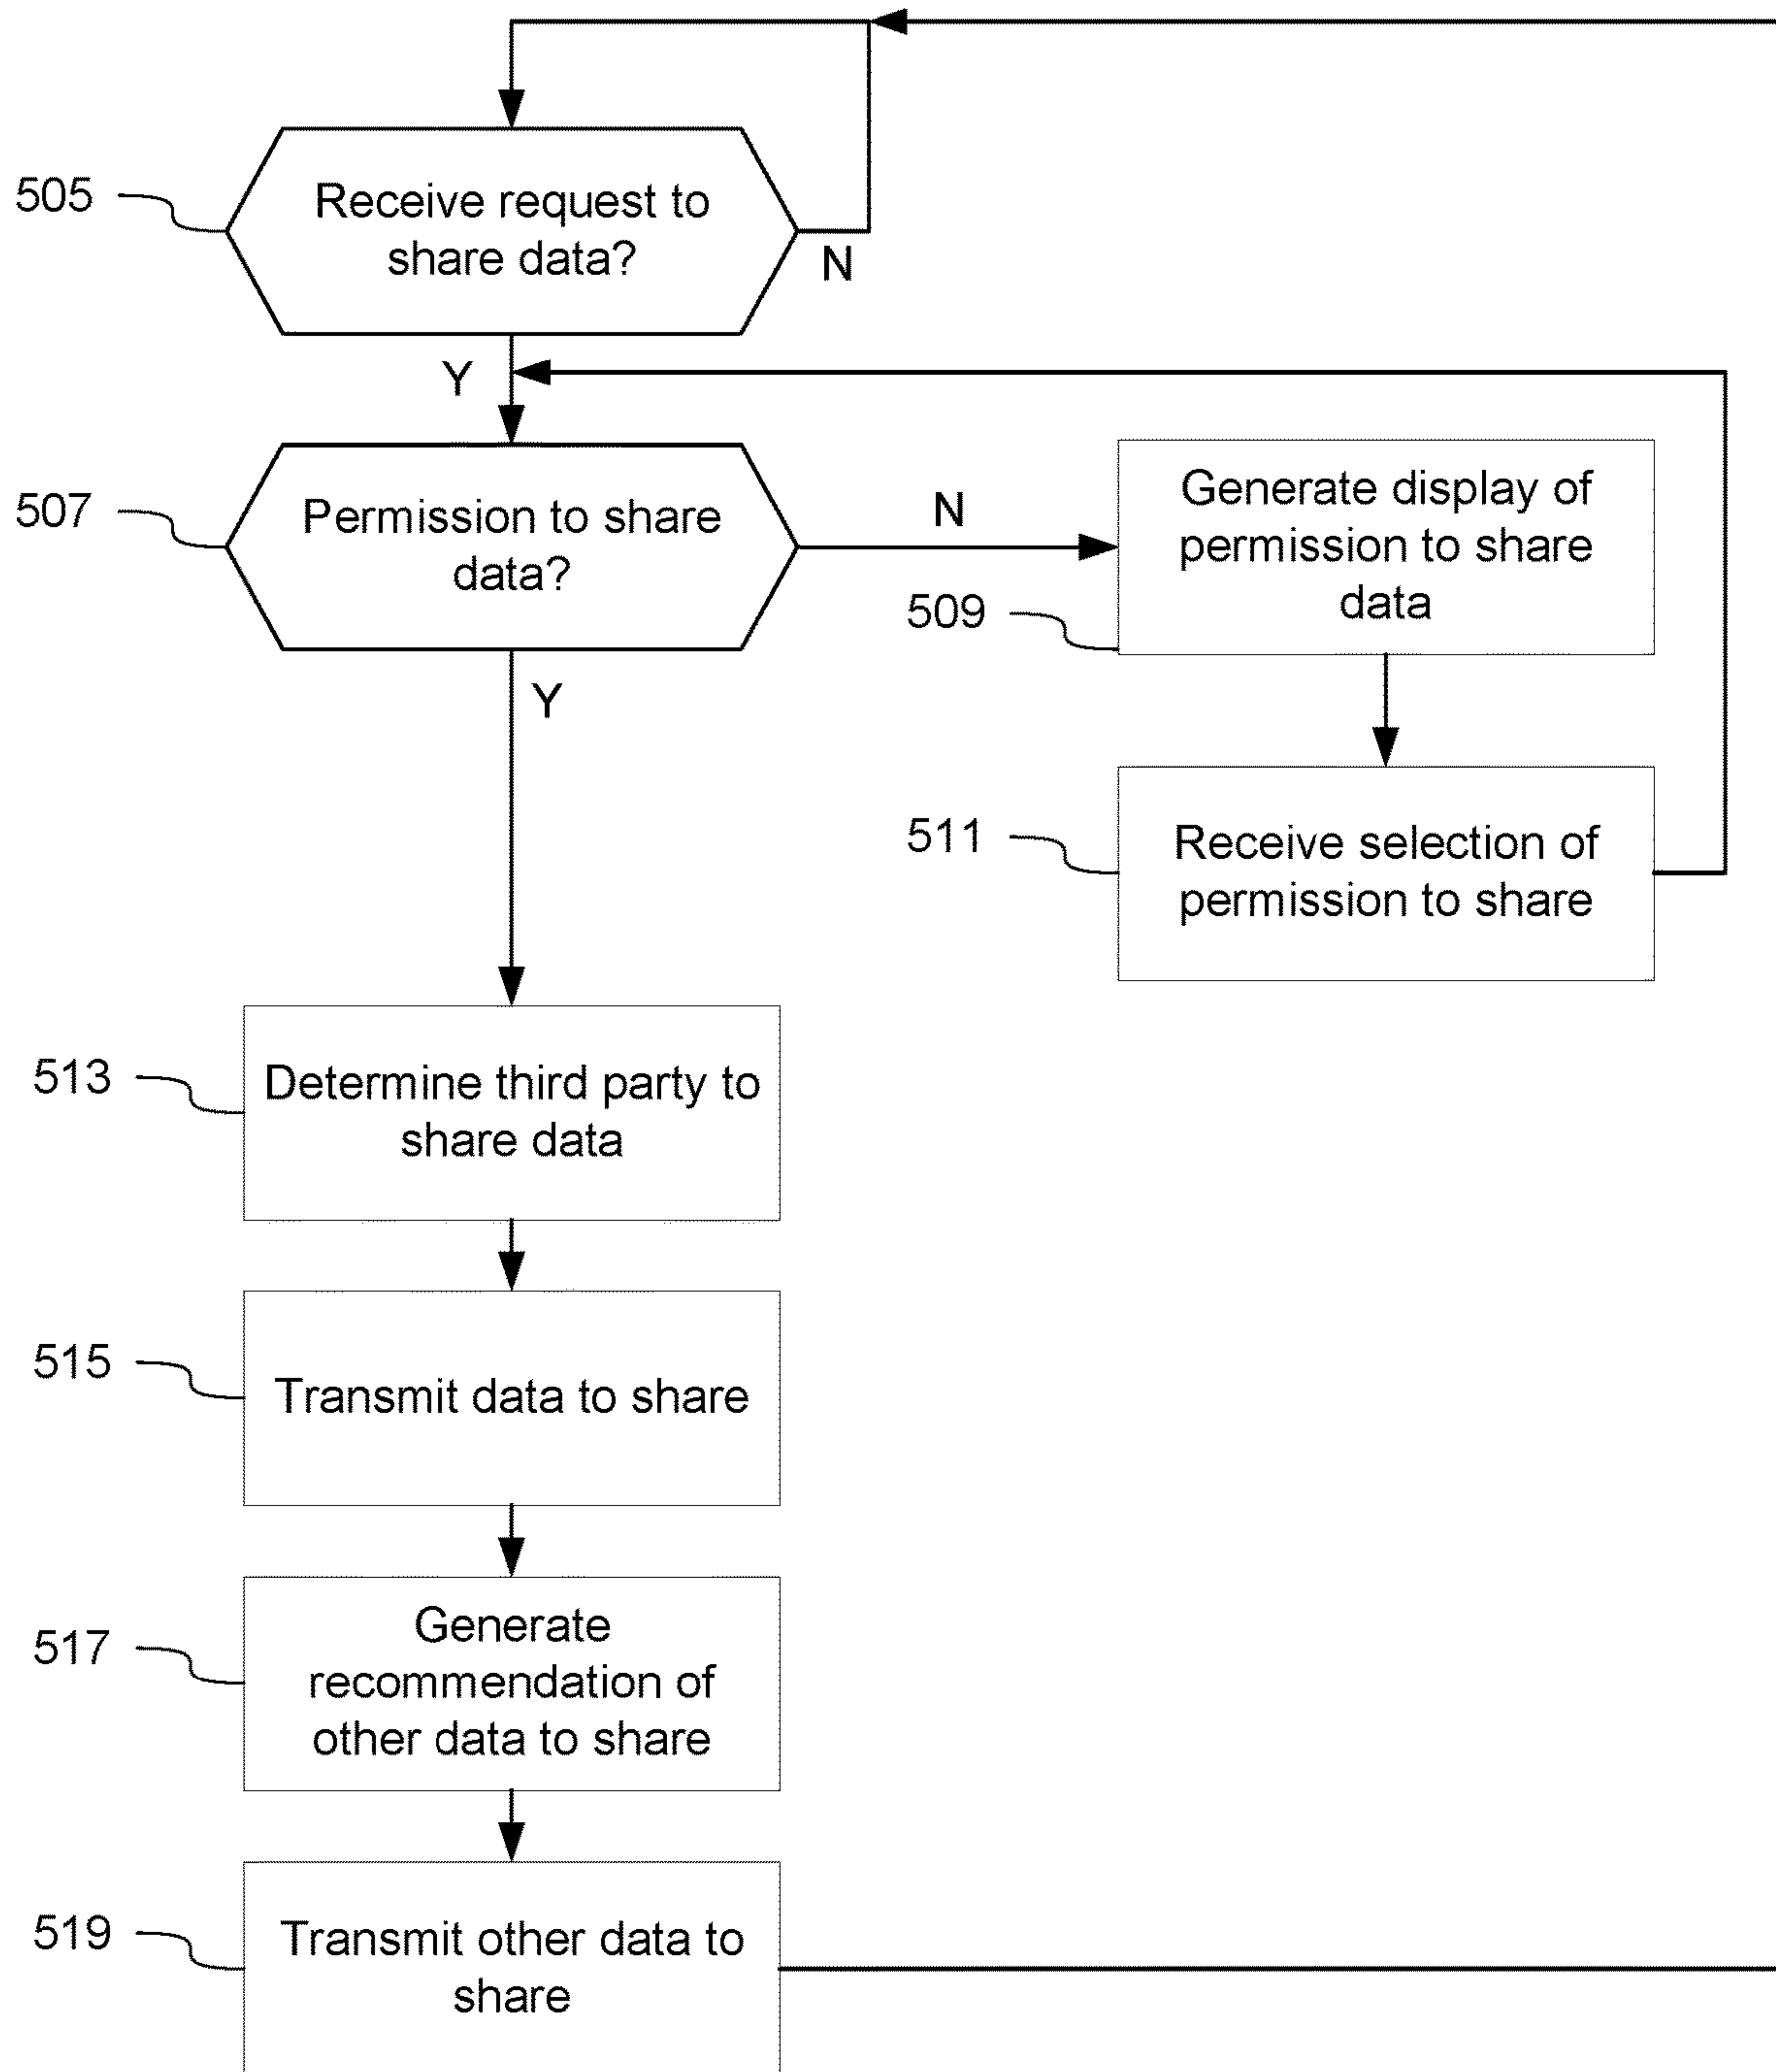 505
Receive request to
share data?
N
Y
507
Permission to share
data?
N
Generate display of
permission to share
data
509
Y
511
Receive selection of
permission to share
513
Determine third party to
share data
515
Transmit data to share
517
Generate
recommendation of
other data to share
519
Transmit other data to
share